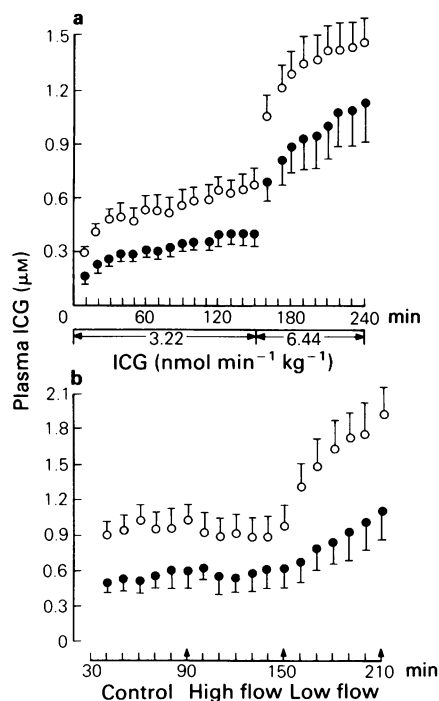 a
1.5
1.2
0.9
0.6
0.3
0 60 120 180 240 min
3.22 6.44
ICG (nmol min⁻¹ kg⁻¹)
Plasma ICG (μM)
b
2.1
1.8
1.5
1.2
0.9
0.6
0.3
0
30 90 150 210 min
Control High flow Low flow